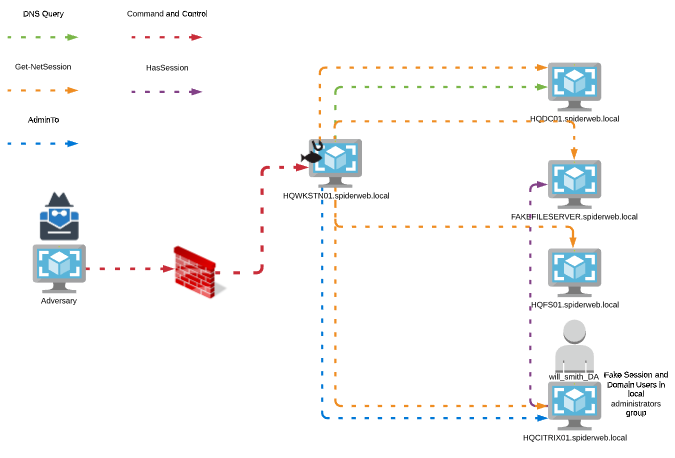 DNS Query
Command and Control
Get-NetSession
HasSession
AdminTo
HQDC01.spiderweb.local
HQWKSTN01.spiderweb.local
FAKEFILESERVER.spiderweb.local
Adversary
HQFS01.spiderweb.local
will_smith_DA
Fake Session and
Domain Users in
local
administrators
group
HQCITRIX01.spiderweb.local